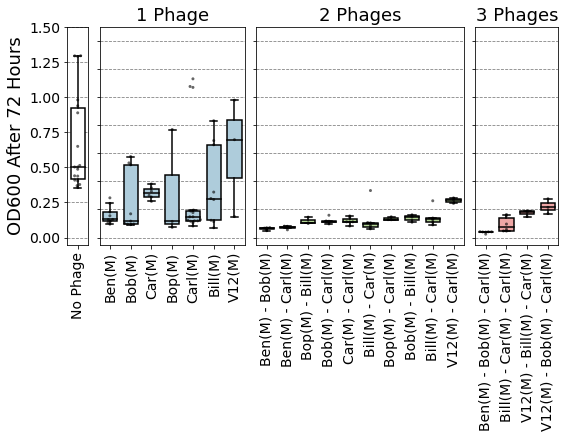 1 Phage
2 Phages
3 Phages
OD600 After 72 Hours
1.50
1.25
1.00
0.75
0.50
0.25
0.00
No Phage
Ben(M)
Bob(M)
Car(M)
Bop(M)
Carl(M)
Bill(M)
V12(M)
Ben(M) - Bob(M)
Ben(M) - Carl(M)
Bop(M) - Bill(M)
Bob(M) - Carl(M)
Car(M) - Carl(M)
Bill(M) - Car(M)
Bop(M) - Carl(M)
Bob(M) - Bill(M)
Bill(M) - Carl(M)
V12(M) - Carl(M)
Ben(M) - Bob(M) - Carl(M)
Bill(M) - Car(M) - Carl(M)
V12(M) - Bill(M) - Car(M)
V12(M) - Bob(M) - Carl(M)